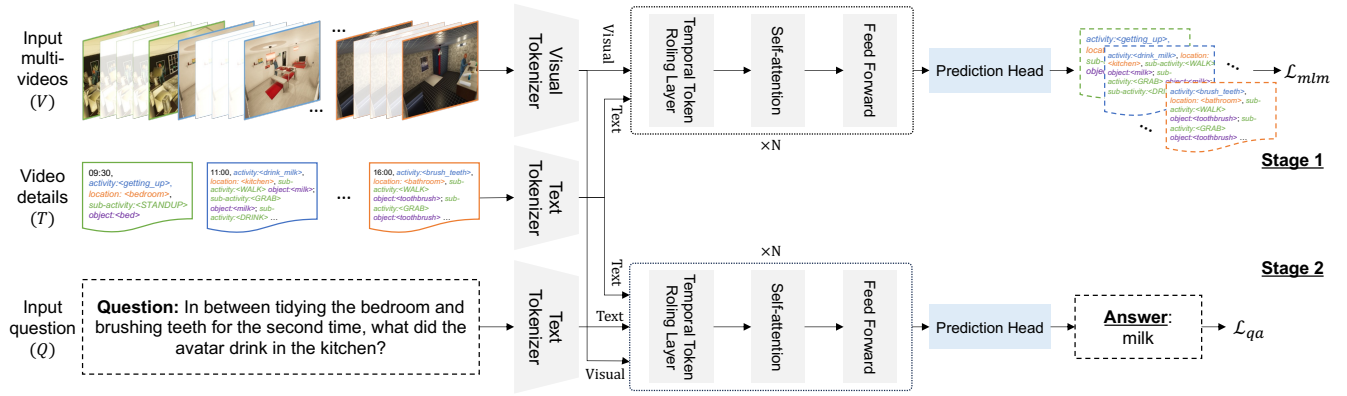 Input
multi-
videos
(V)
...
...
Visual
Tokenizer
Visual
Text
Temporal Token
Roling Layer
Self-attention
Feed Forward
×N
Prediction Head
activity:<getting_up>,
sub-
activity:<drink_milk>, location:
<kitchen>, sub-activity:<WALK>
object:<milk>; sub-
activity:<GRAB>
activity:<brush_teeth>,
location: <bathroom>, sub-
activity:<WALK>
object:<toothbrush>; sub-
activity:<GRAB>
object:<toothbrush> ...
...
...
ℒmlm
Stage 1
Video
details
(T)
09:30,
activity:<getting_up>,
location: <bedroom>,
sub-activity:<STANDUP>
object:<bed>
11:00, activity:<drink_milk>,
location: <kitchen>, sub-
activity:<WALK> object:<milk>;
sub-activity:<GRAB>
object:<milk>; sub-
activity:<DRINK> ...
...
16:00, activity:<brush_teeth>,
location: <bathroom>, sub-
activity:<WALK>
object:<toothbrush>; sub-
activity:<GRAB>
object:<toothbrush> ...
Text
Tokenizer
Input
question
(Q)
Question: In between tidying the bedroom and
brushing teeth for the second time, what did the
avatar drink in the kitchen?
Text
Tokenizer
Text
Text
Visual
×N
Temporal Token
Roling Layer
Self-attention
Feed Forward
Stage 2
Prediction Head
Answer:
milk
ℒqa